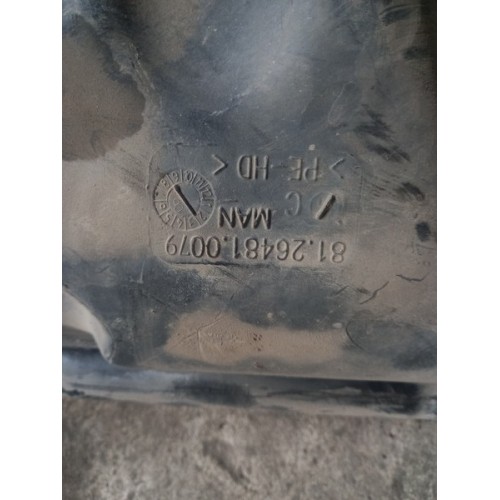 81.26481.0079
MAN
C
> PE-HD <